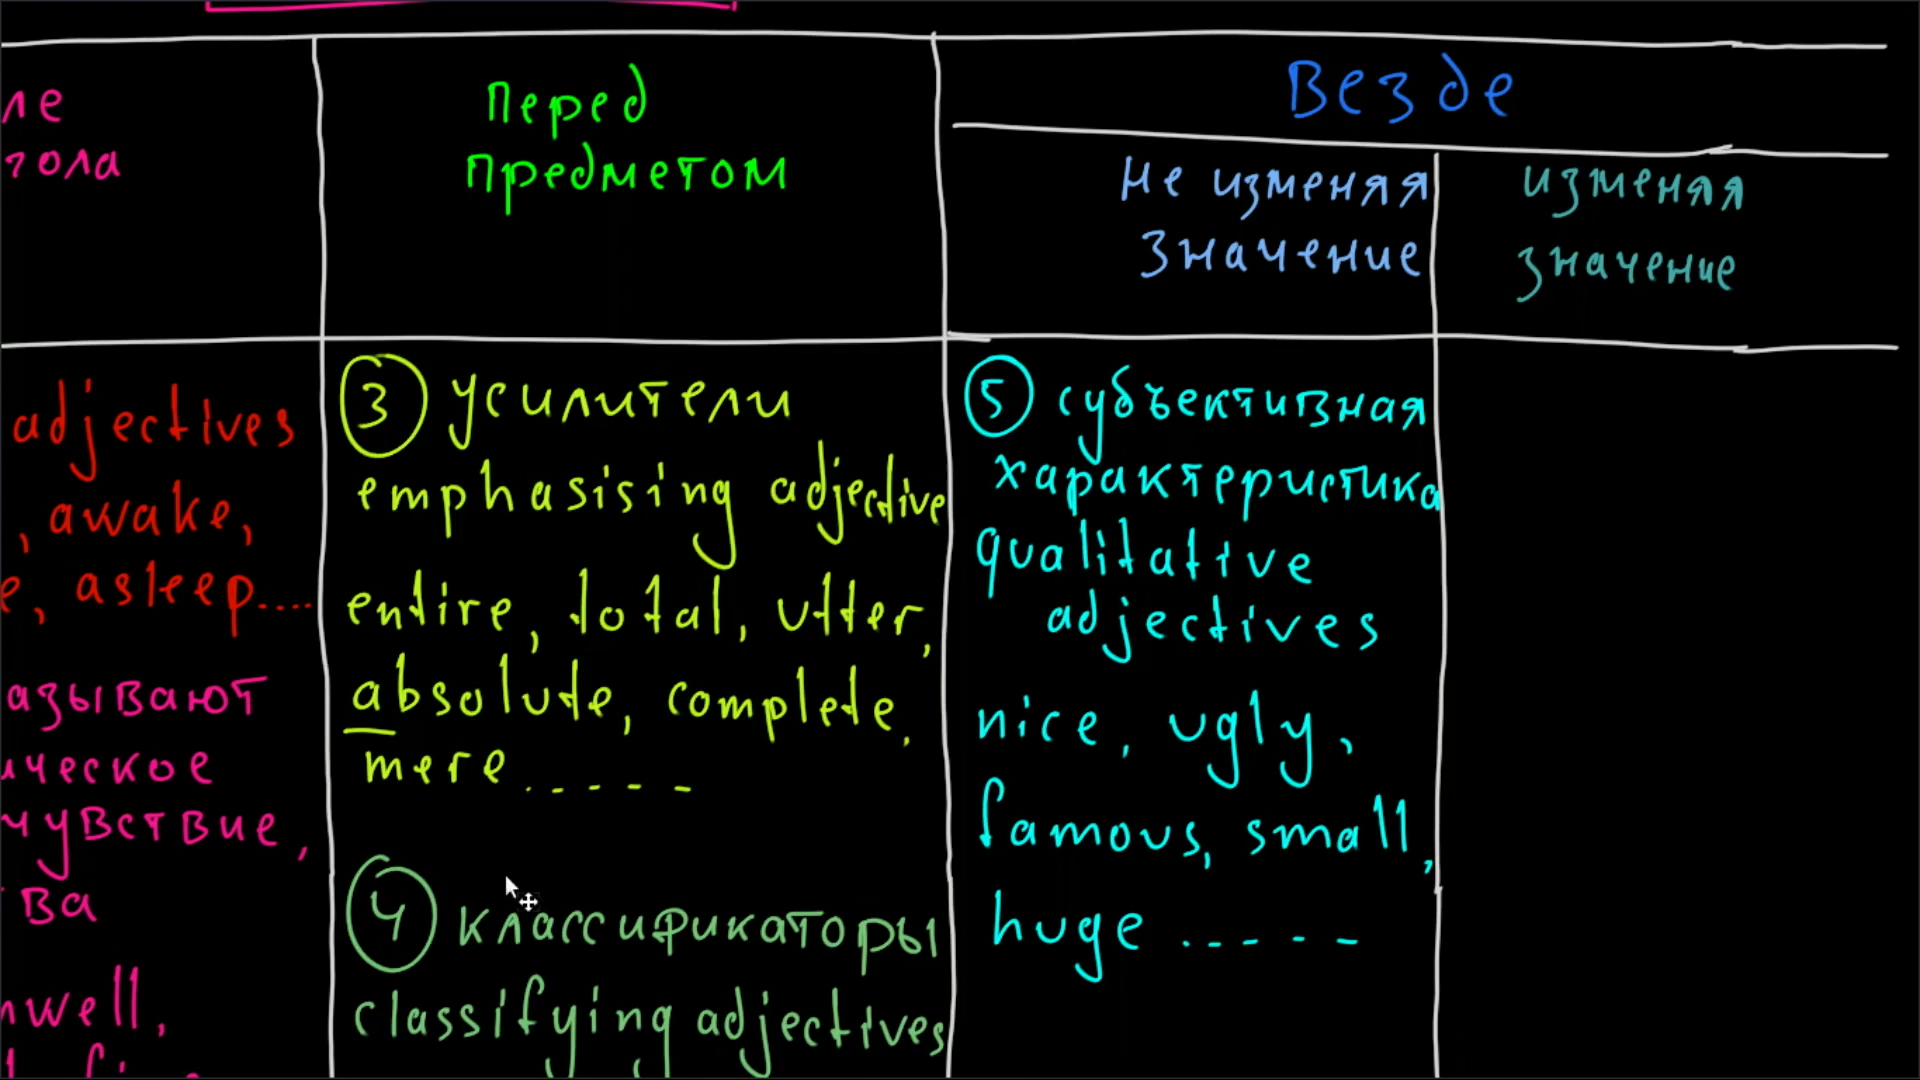 ле
гола
adjectives
, awake,
e, asleep....
азывают
ическое
чувствие,
ва
nwell,
Перед
предметом
3 усилители
emphasising adjective
entire, total, utter,
absolute, complete,
mere.....
4 классификаторы
classifying adjectives
Везде
не изменяя
значение
5 субъективная
характеристика
qualitative
adjectives
nice, ugly,
famous, small,
huge .....
изменяя
значение